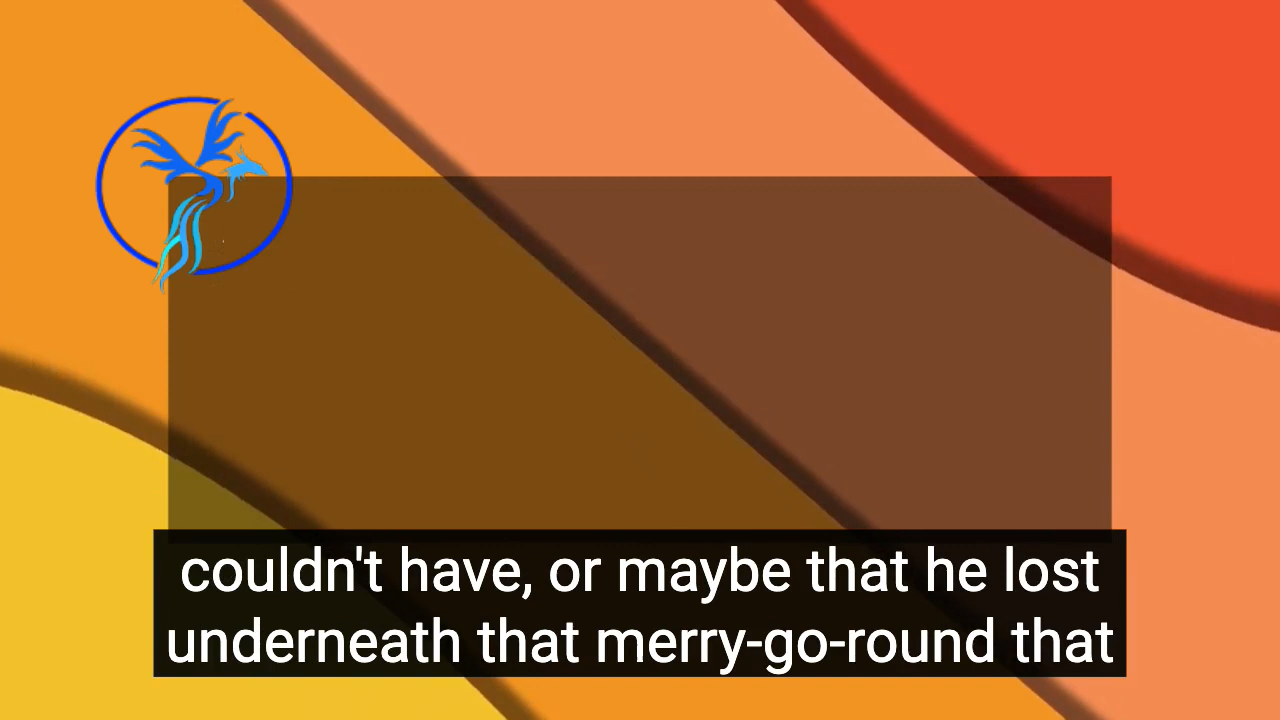 couldn't have, or maybe that he lost
underneath that merry-go-round that